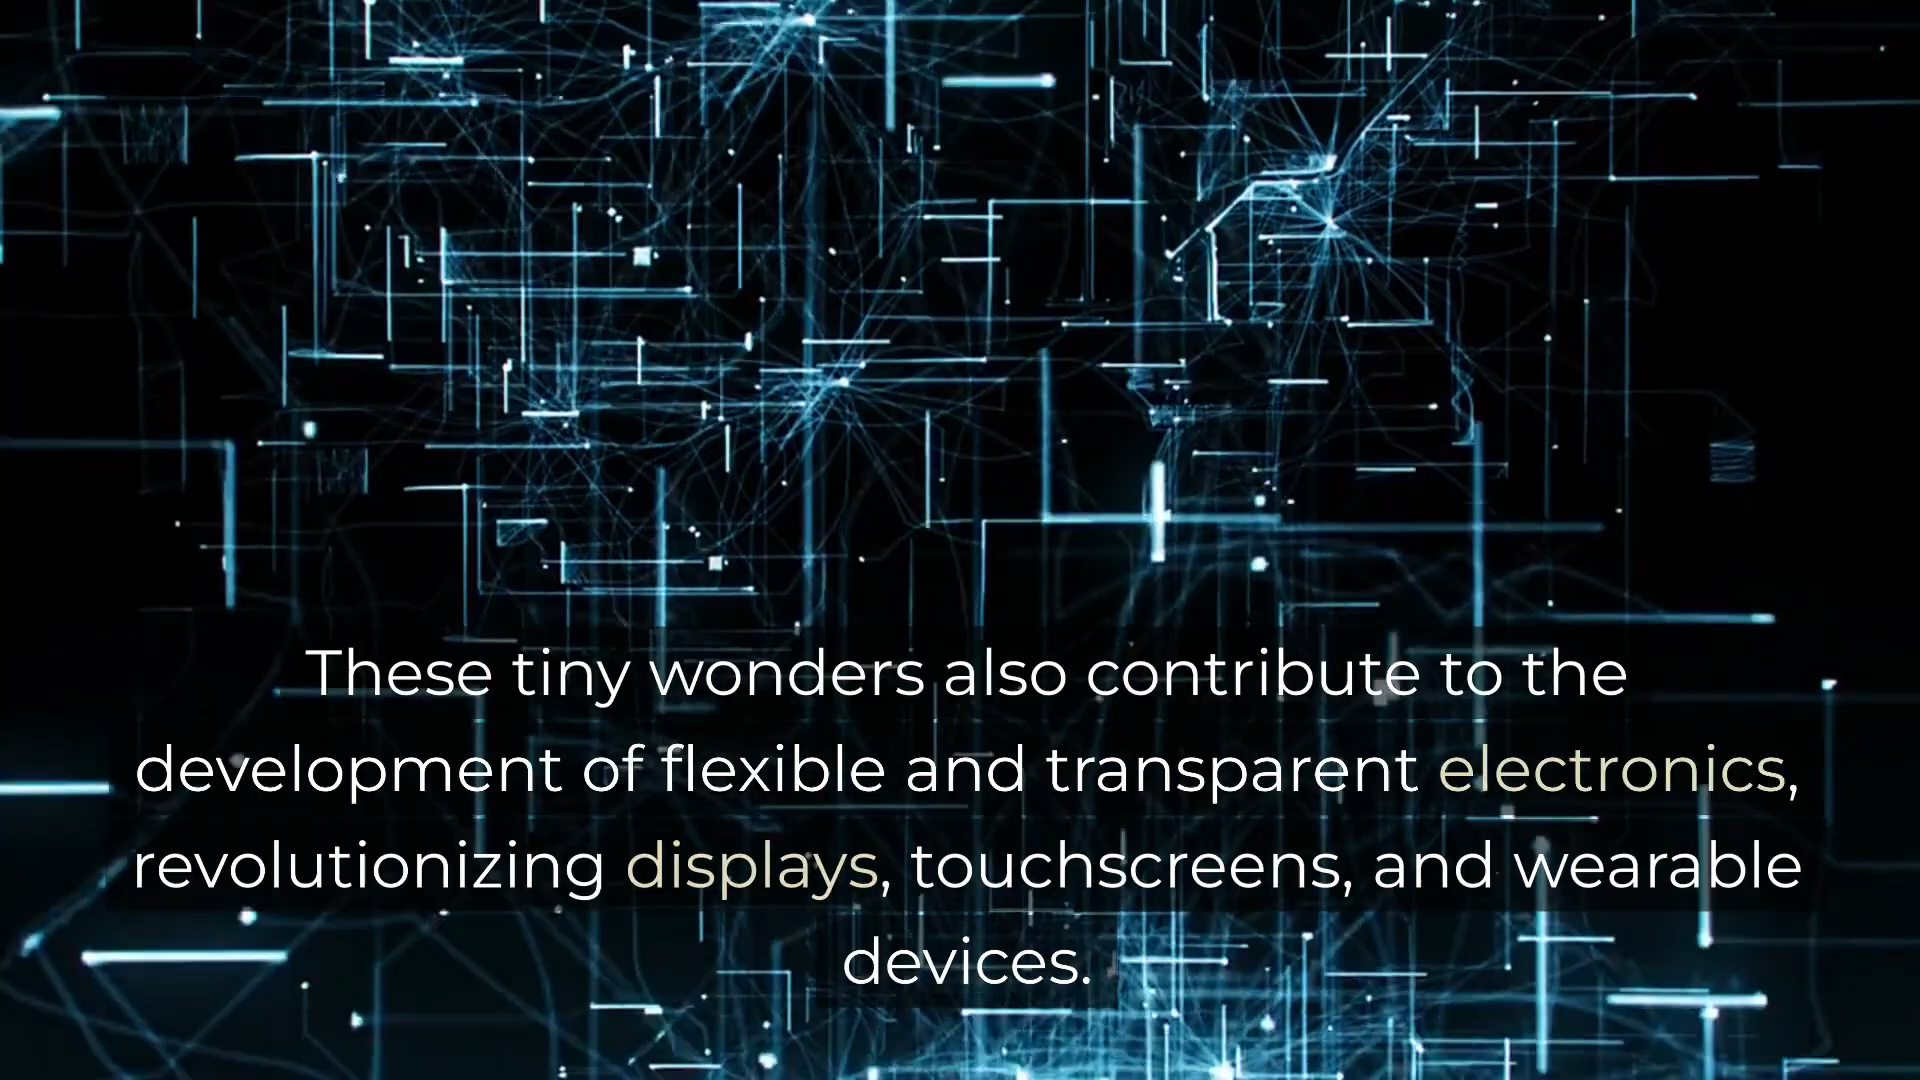 These tiny wonders also contribute to the
development of flexible and transparent electronics,
revolutionizing displays, touchscreens, and wearable
devices.